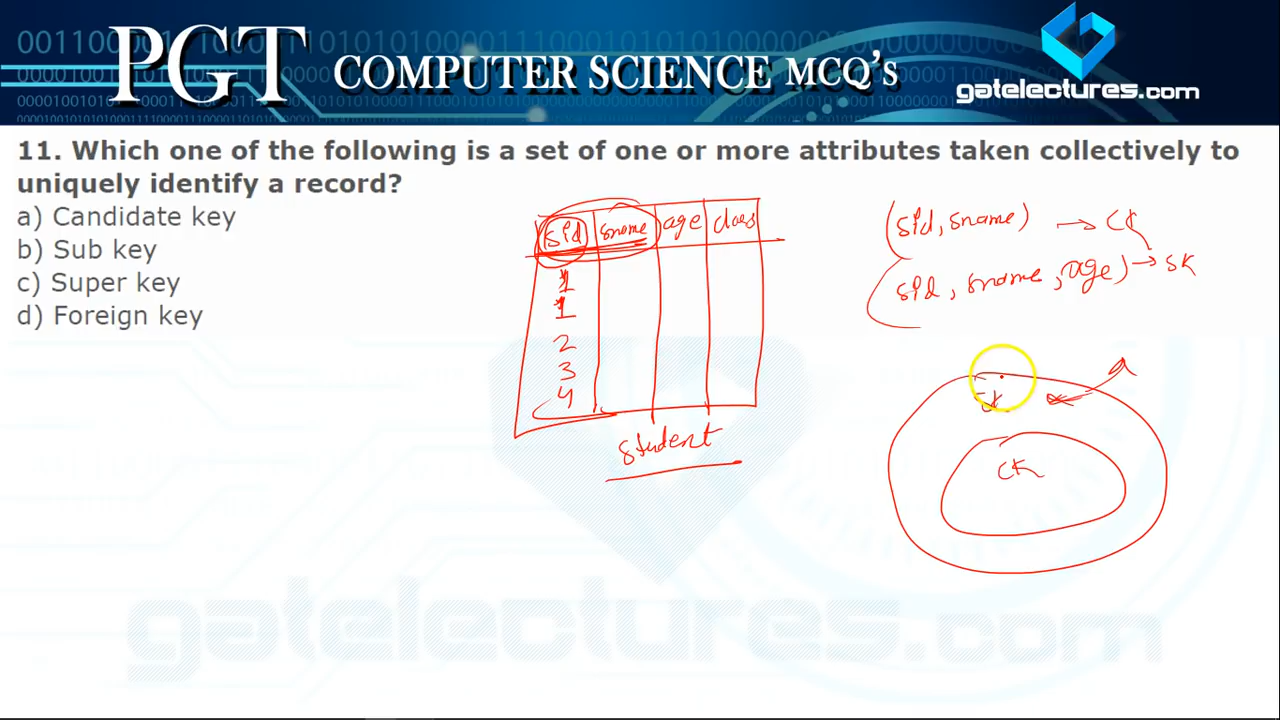 PGT COMPUTER SCIENCE MCQ's
gatelectures.com
11. Which one of the following is a set of one or more attributes taken collectively to
uniquely identify a record?
a) Candidate key
b) Sub key
c) Super key
d) Foreign key
sid sname age class
1
1
2
3
4
student
(sid, sname) → CK
sid, sname, age) → SK
CK
gatelectures.com